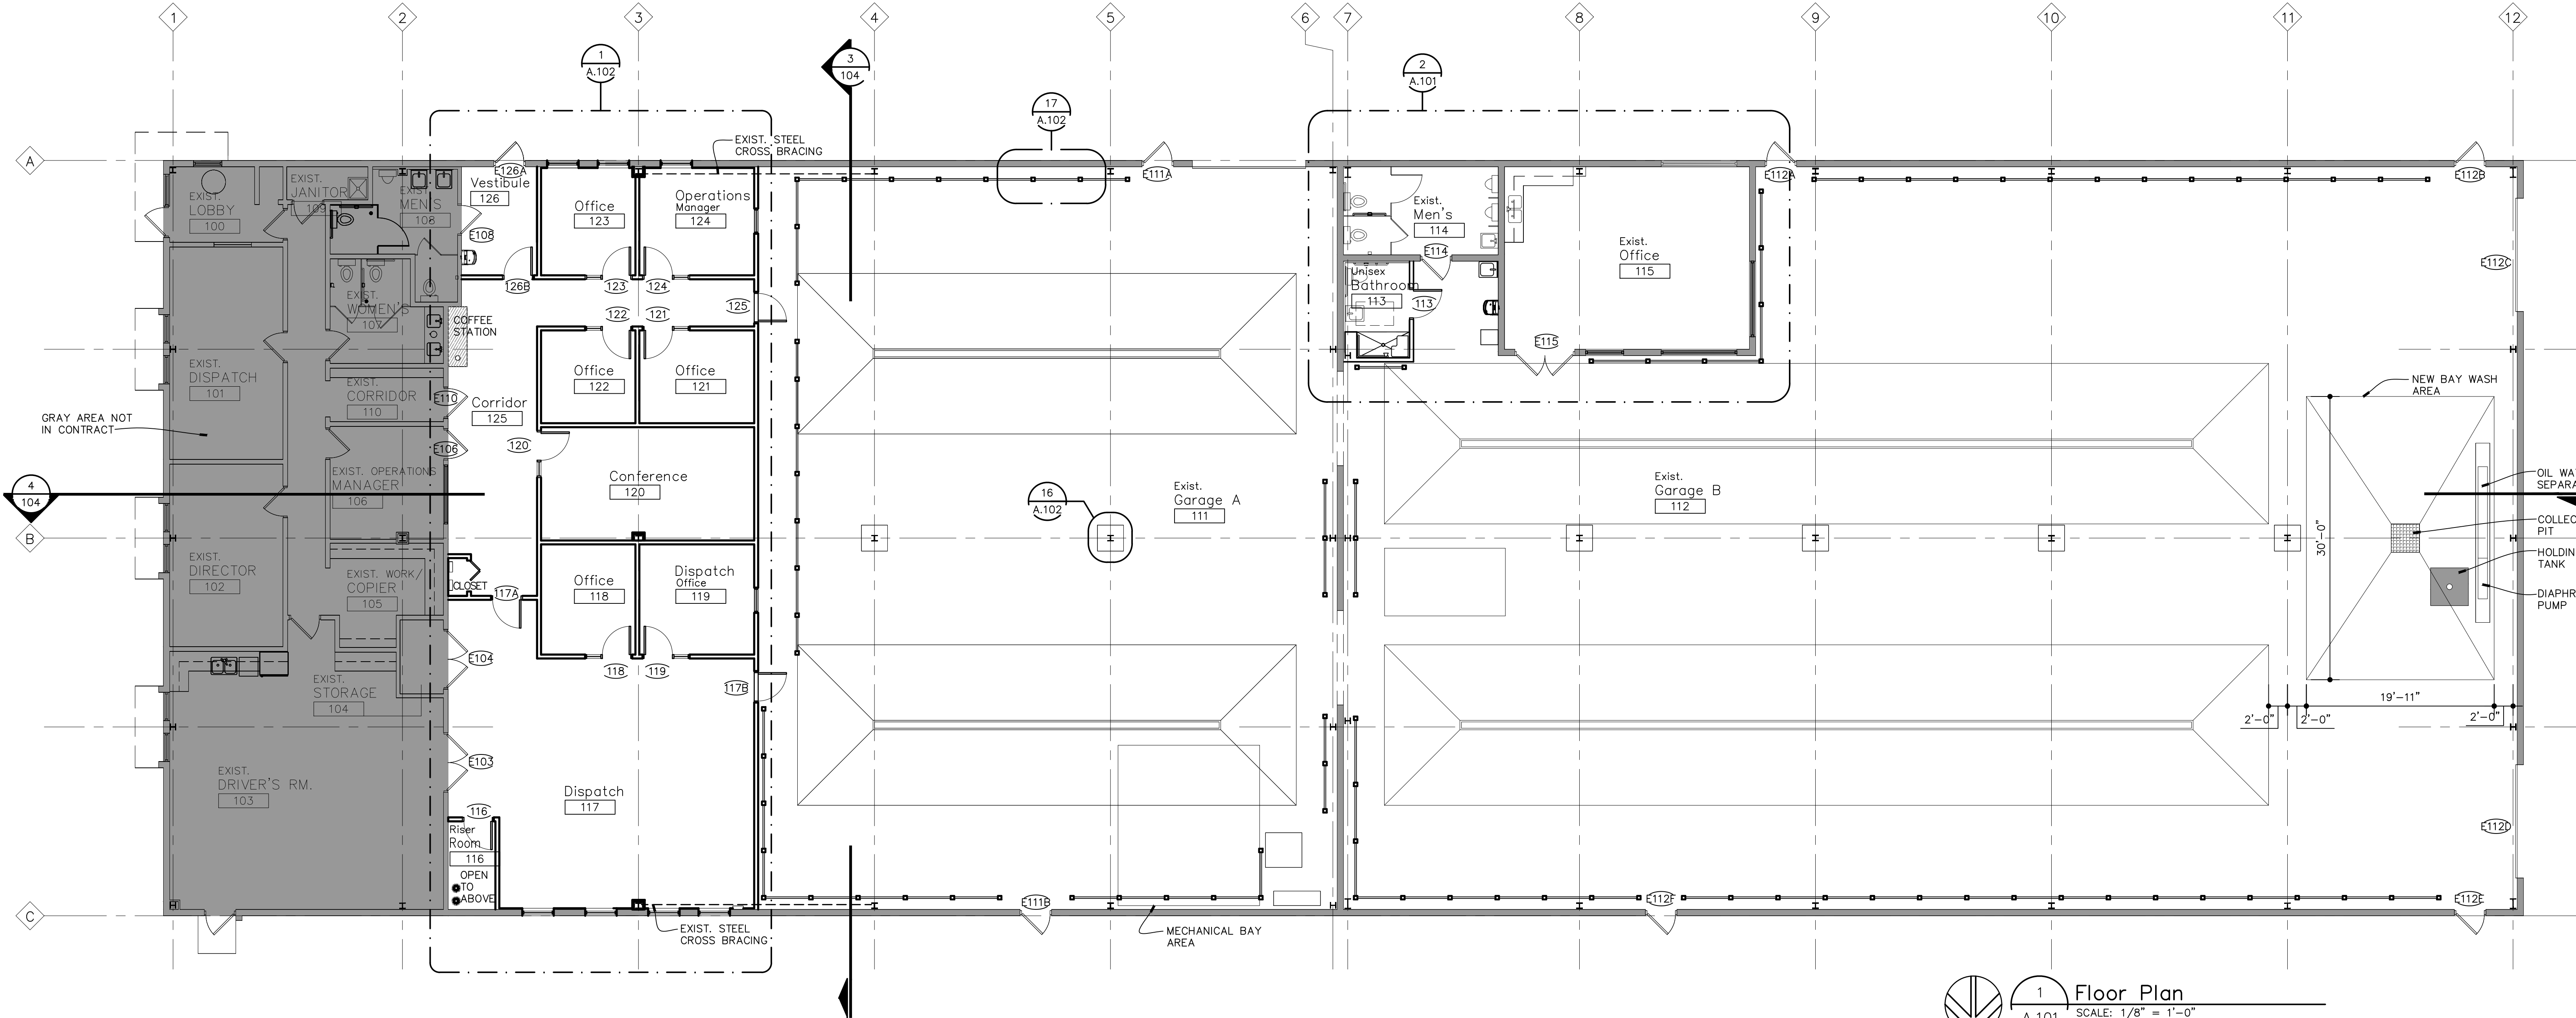 1
2
3
4
5
6
7
8
9
10
11
12
1
A.102
3
104
17
A.102
2
A.101
A
B
C
EXIST. STEEL
CROSS BRACING
EXIST.
LOBBY
100
EXIST.
JANITOR
109
EXIST.
MEN'S
108
E126A
Vestibule
126
E108
126B
Office
123
Operations
Manager
124
123
124
125
122
121
E111A
EXIST.
WOMEN'S
107
COFFEE
STATION
EXIST.
DISPATCH
101
EXIST.
CORRIDOR
110
E110
E106
Corridor
125
120
Office
122
Office
121
GRAY AREA NOT
IN CONTRACT
EXIST. OPERATIONS
MANAGER
106
Conference
120
4
104
EXIST.
DIRECTOR
102
EXIST. WORK/
COPIER
105
CLOSET
117A
Office
118
Dispatch
Office
119
118
119
117B
E104
EXIST.
STORAGE
104
E103
EXIST.
DRIVER'S RM.
103
Dispatch
117
116
Riser
Room
116
OPEN
TO
ABOVE
EXIST. STEEL
CROSS BRACING
E111B
MECHANICAL BAY
AREA
Exist.
Garage A
111
16
A.102
Exist.
Men's
114
E114
Unisex
Bathroom
113
113
Exist.
Office
115
E115
E112A
E112B
E112C
Exist.
Garage B
112
NEW BAY WASH
AREA
30'-0"
PIT
TANK
PUMP
19'-11"
2'-0"
2'-0"
2'-0"
E112D
E112F
E112E
1
A.101
Floor Plan
SCALE: 1/8" = 1'-0"